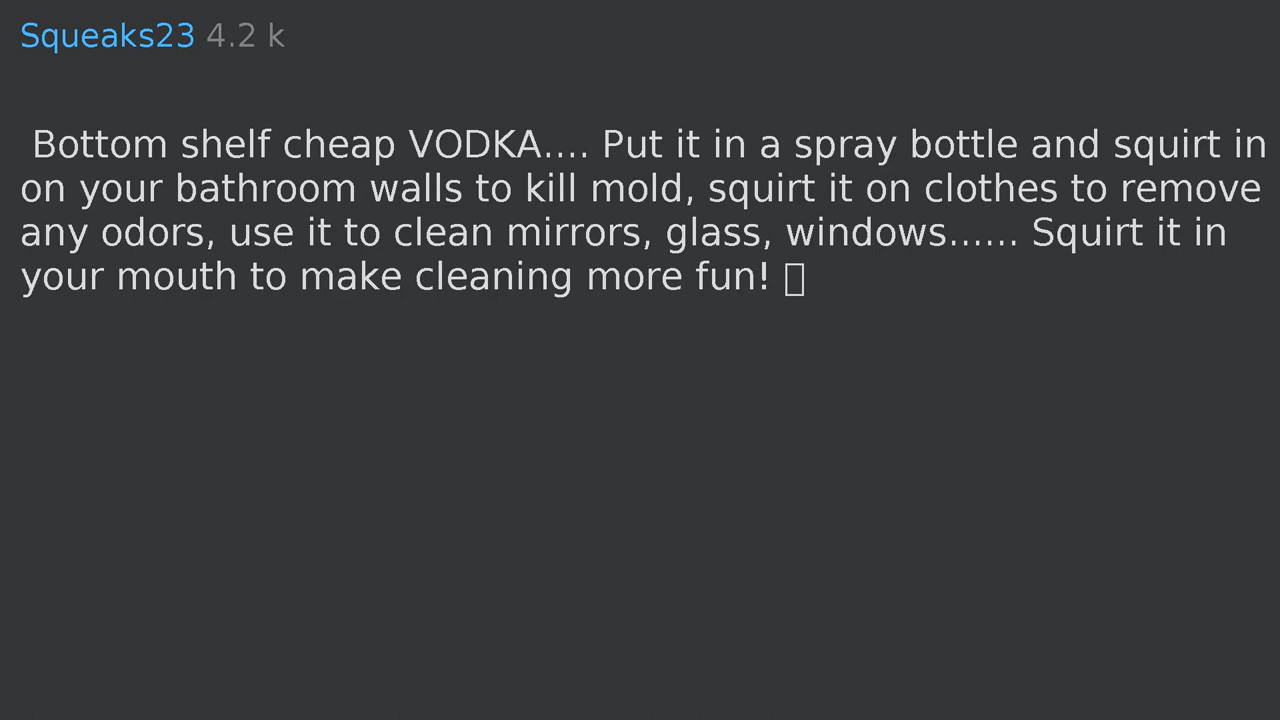 Squeaks23 4.2 k
Bottom shelf cheap VODKA.... Put it in a spray bottle and squirt in
on your bathroom walls to kill mold, squirt it on clothes to remove
any odors, use it to clean mirrors, glass, windows...... Squirt it in
your mouth to make cleaning more fun!